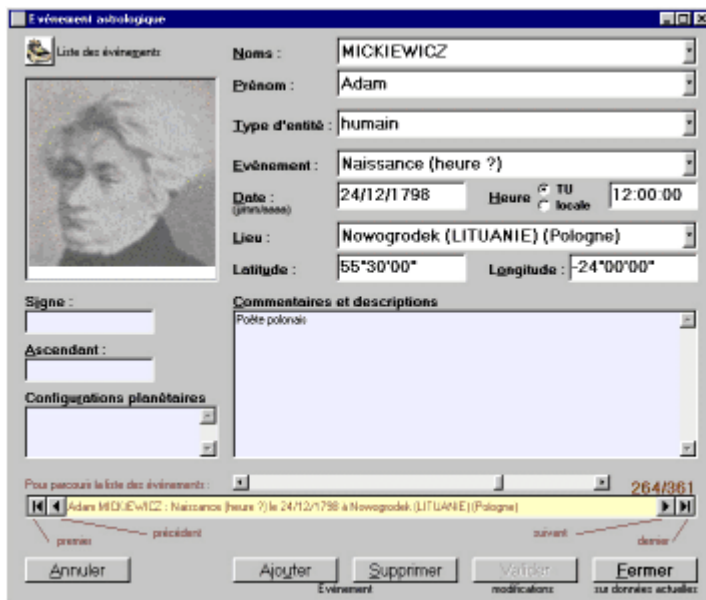 Evénement astrologique
Liste des événements
Noms : MICKIEWICZ
Prénom : Adam
Type d'entité : humain
Evénement : Naissance (heure ?)
Date : 24/12/1798 Heure TU 12:00:00
(jj/mm/aaaa) locale
Lieu : Nowogrodek (LITUANIE) (Pologne)
Latitude : 55°30'00" Longitude : -24°00'00"
Signe :
Commentaires et descriptions
Poète polonais
Ascendant :
Configurations planétaires
Pour parcourir la liste des événements : 264/361
Adam MICKIEWICZ : Naissance (heure ?) le 24/12/1798 à Nowogrodek (LITUANIE) (Pologne)
premier précédent suivant dernier
Annuler Ajouter Supprimer Valider Fermer
Evénement modifications sur données actuelles